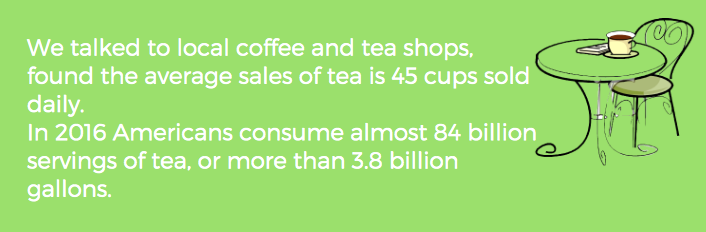 We talked to local coffee and tea shops,
found the average sales of tea is 45 cups sold
daily.
In 2016 Americans consume almost 84 billion
servings of tea, or more than 3.8 billion
gallons.